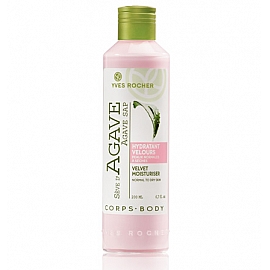 YVES ROCHER
SÈVE D'
AGAVE
AGAVE SAP
HYDRATANT
VELOURS
VELVET
MOISTURISER
NORMAL TO DRY SKIN
CORPS·BODY